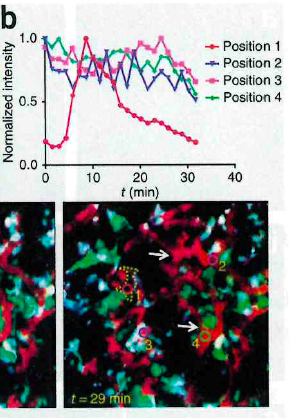 b
Normalized intensity
1.0
0.5
0.0
0 10 20 30 40
t (min)
Position 1
Position 2
Position 3
Position 4
1
2
3
4
t = 29 min